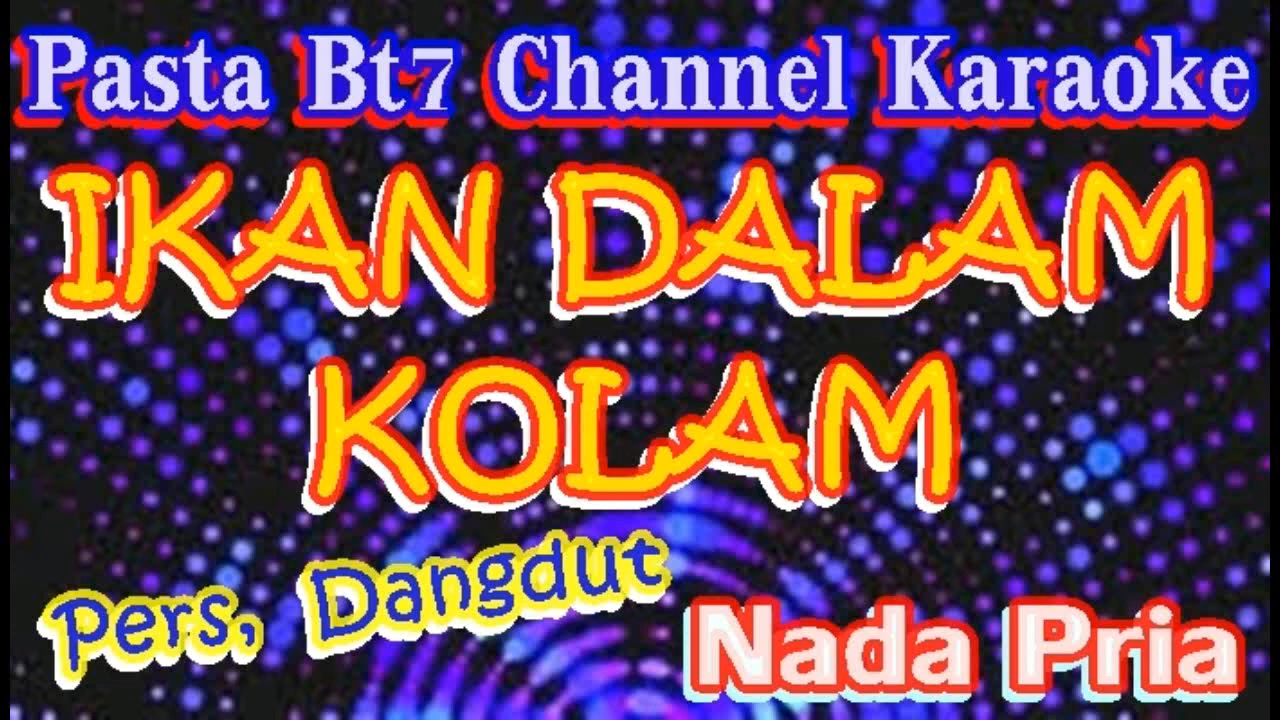 Pasta Bt7 Channel Karaoke
IKAN DALAM
KOLAM
Pers, Dangdut
Nada Pria